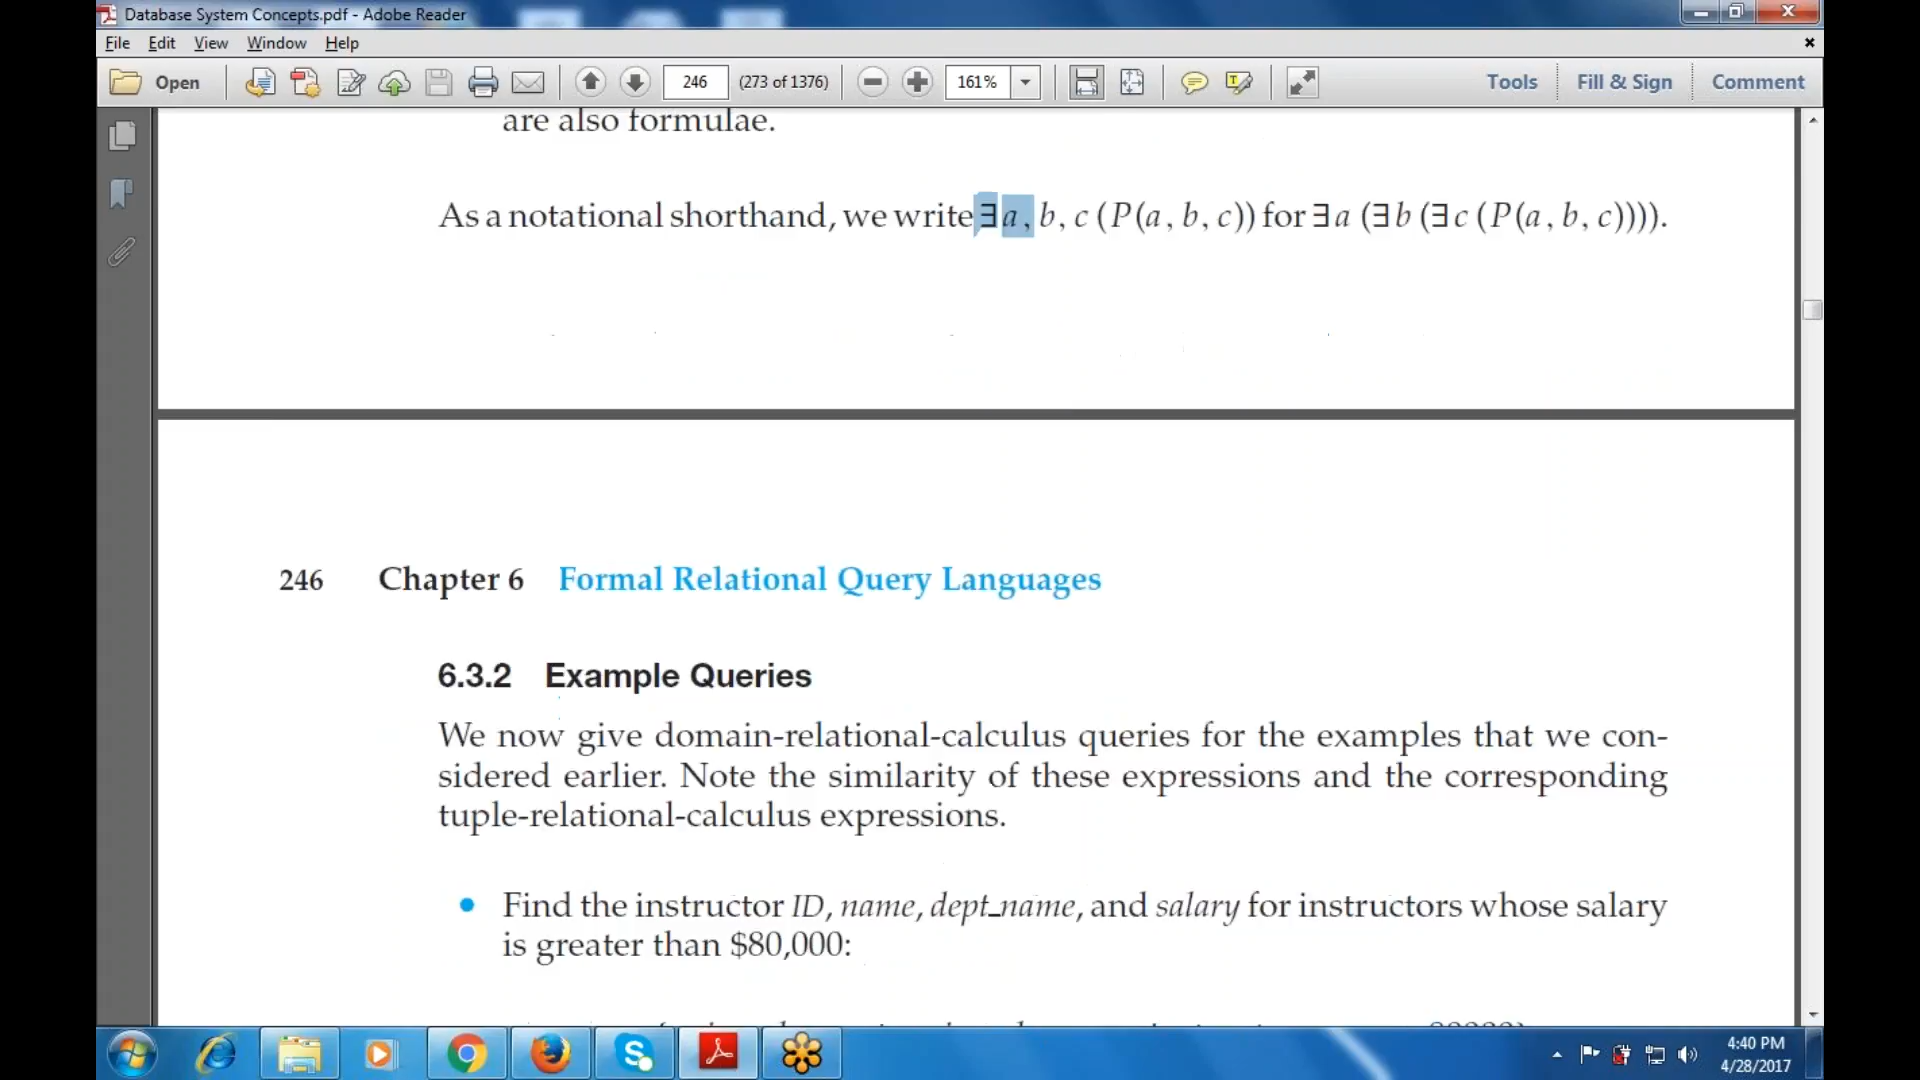 Database System Concepts.pdf - Adobe Reader
File Edit View Window Help
Open 246 (273 of 1376) 161% Tools Fill & Sign Comment
are also formulae.
As a notational shorthand, we write ∃ a, b, c (P(a, b, c)) for ∃ a (∃ b (∃ c (P(a, b, c)))).
246 Chapter 6 Formal Relational Query Languages
6.3.2 Example Queries
We now give domain-relational-calculus queries for the examples that we con-
sidered earlier. Note the similarity of these expressions and the corresponding
tuple-relational-calculus expressions.
• Find the instructor ID, name, dept_name, and salary for instructors whose salary
is greater than $80,000:
4:40 PM
4/28/2017